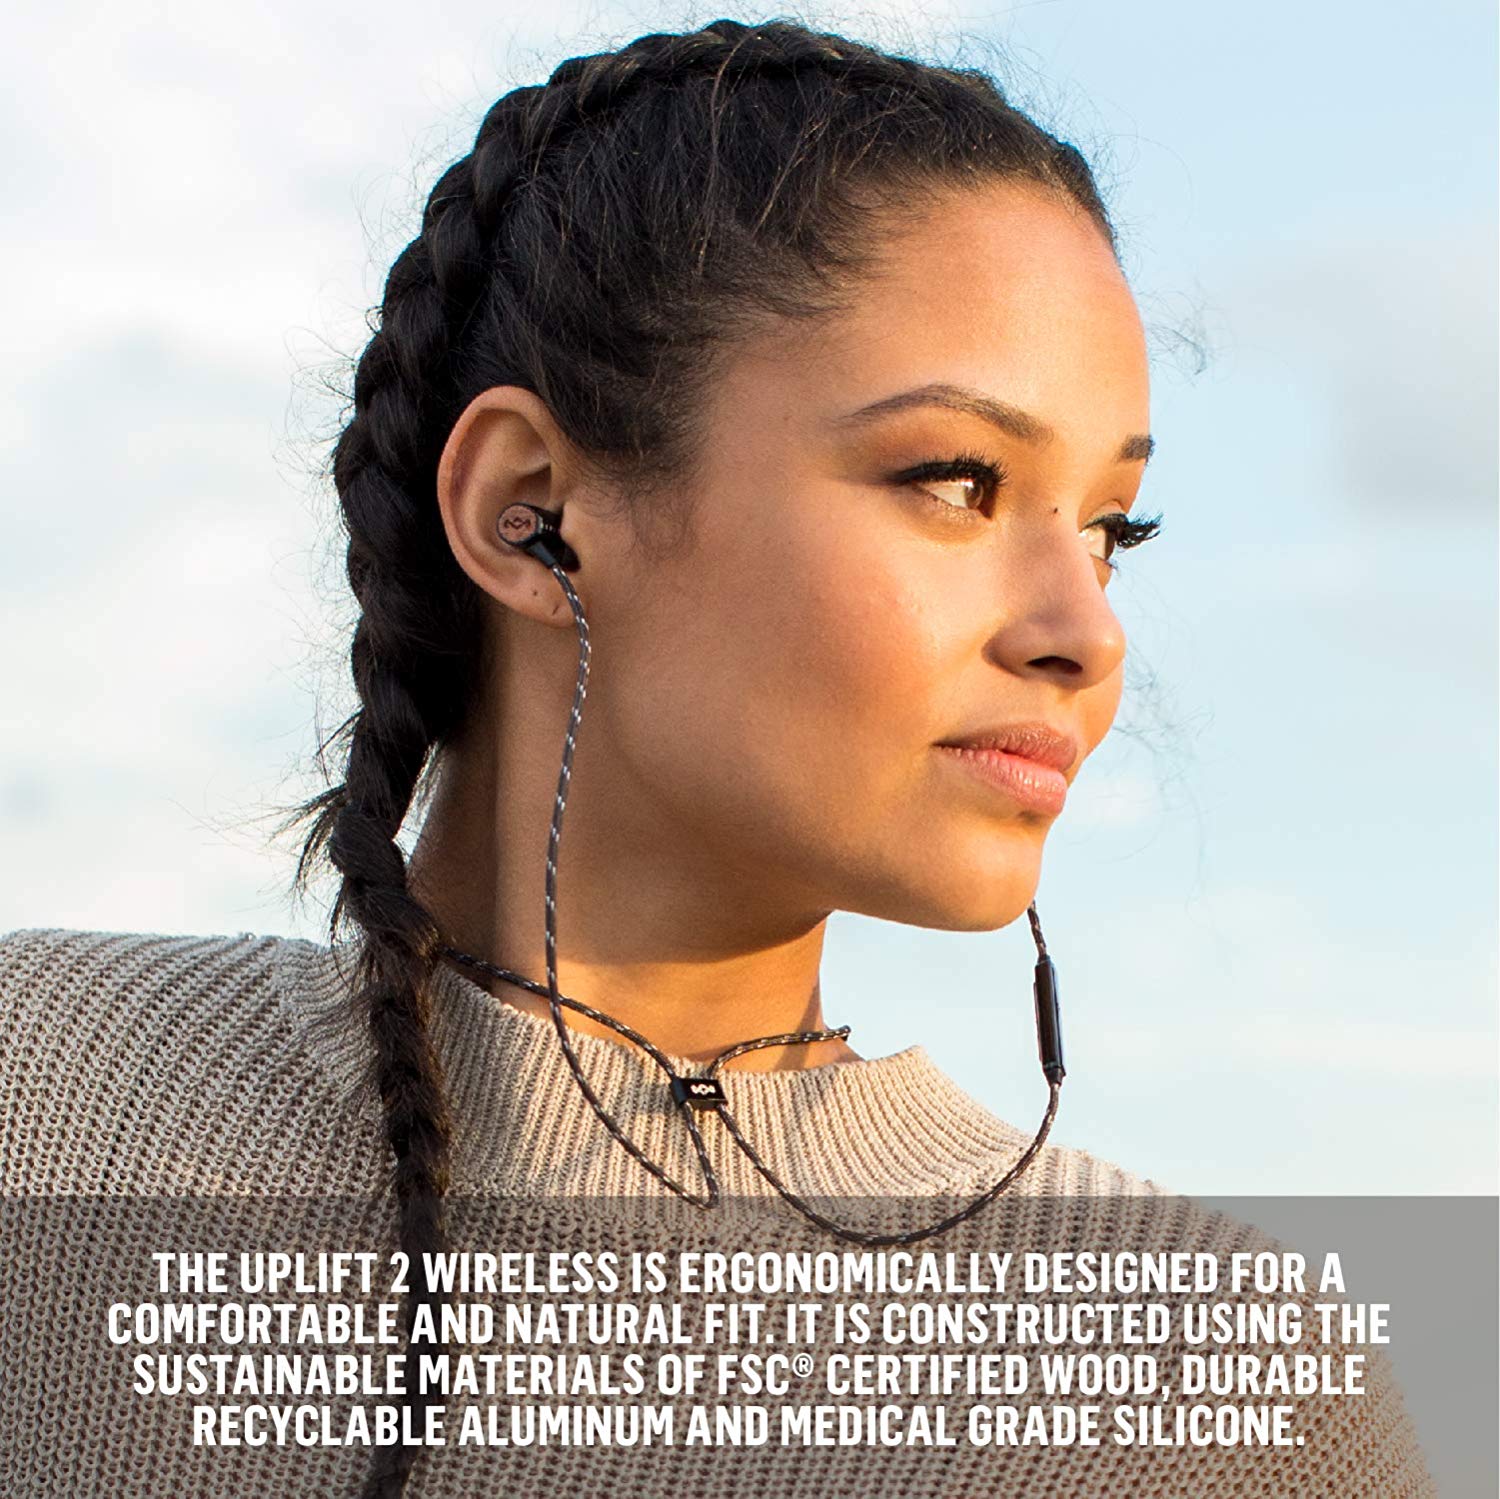 THE UPLIFT 2 WIRELESS IS ERGONOMICALLY DESIGNED FOR A
COMFORTABLE AND NATURAL FIT. IT IS CONSTRUCTED USING THE
SUSTAINABLE MATERIALS OF FSC® CERTIFIED WOOD, DURABLE
RECYCLABLE ALUMINUM AND MEDICAL GRADE SILICONE.